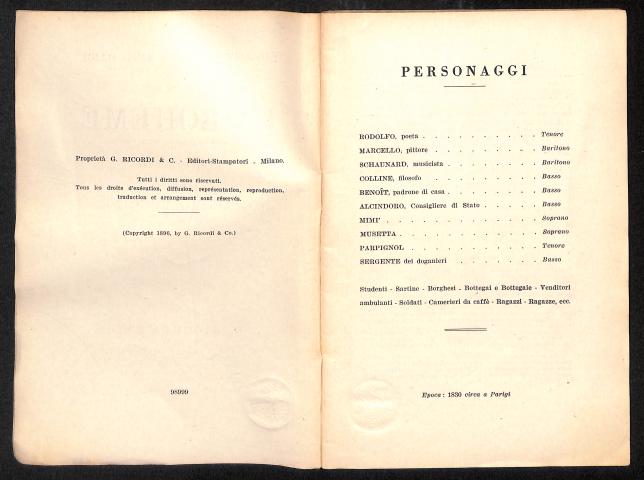 Proprietà G. RICORDI & C. - Editori-Stampatori - Milano.
Tutti i diritti sono riservati.
Tous les droits d'exécution, diffusion, représentation, reproduction,
traduction et arrangement sont réservés.
(Copyright 1896, by G. Ricordi & Co.)
98999
PERSONAGGI
RODOLFO, poeta . . . . . . . . . . Tenore
MARCELLO, pittore . . . . . . . . . Baritono
SCHAUNARD, musicista . . . . . . . . Baritono
COLLINE, filosofo . . . . . . . . . Basso
BENOÎT, padrone di casa . . . . . . . . Basso
ALCINDORO, Consigliere di Stato . . . . . Basso
MIMI' . . . . . . . . . . . . . Soprano
MUSETTA . . . . . . . . . . . . Soprano
PARPIGNOL . . . . . . . . . . . Tenore
SERGENTE dei doganieri . . . . . . . Basso
Studenti - Sartine - Borghesi - Bottegai e Bottegaie - Venditori
ambulanti - Soldati - Camerieri da caffè - Ragazzi - Ragazze, ecc.
Epoca: 1830 circa a Parigi